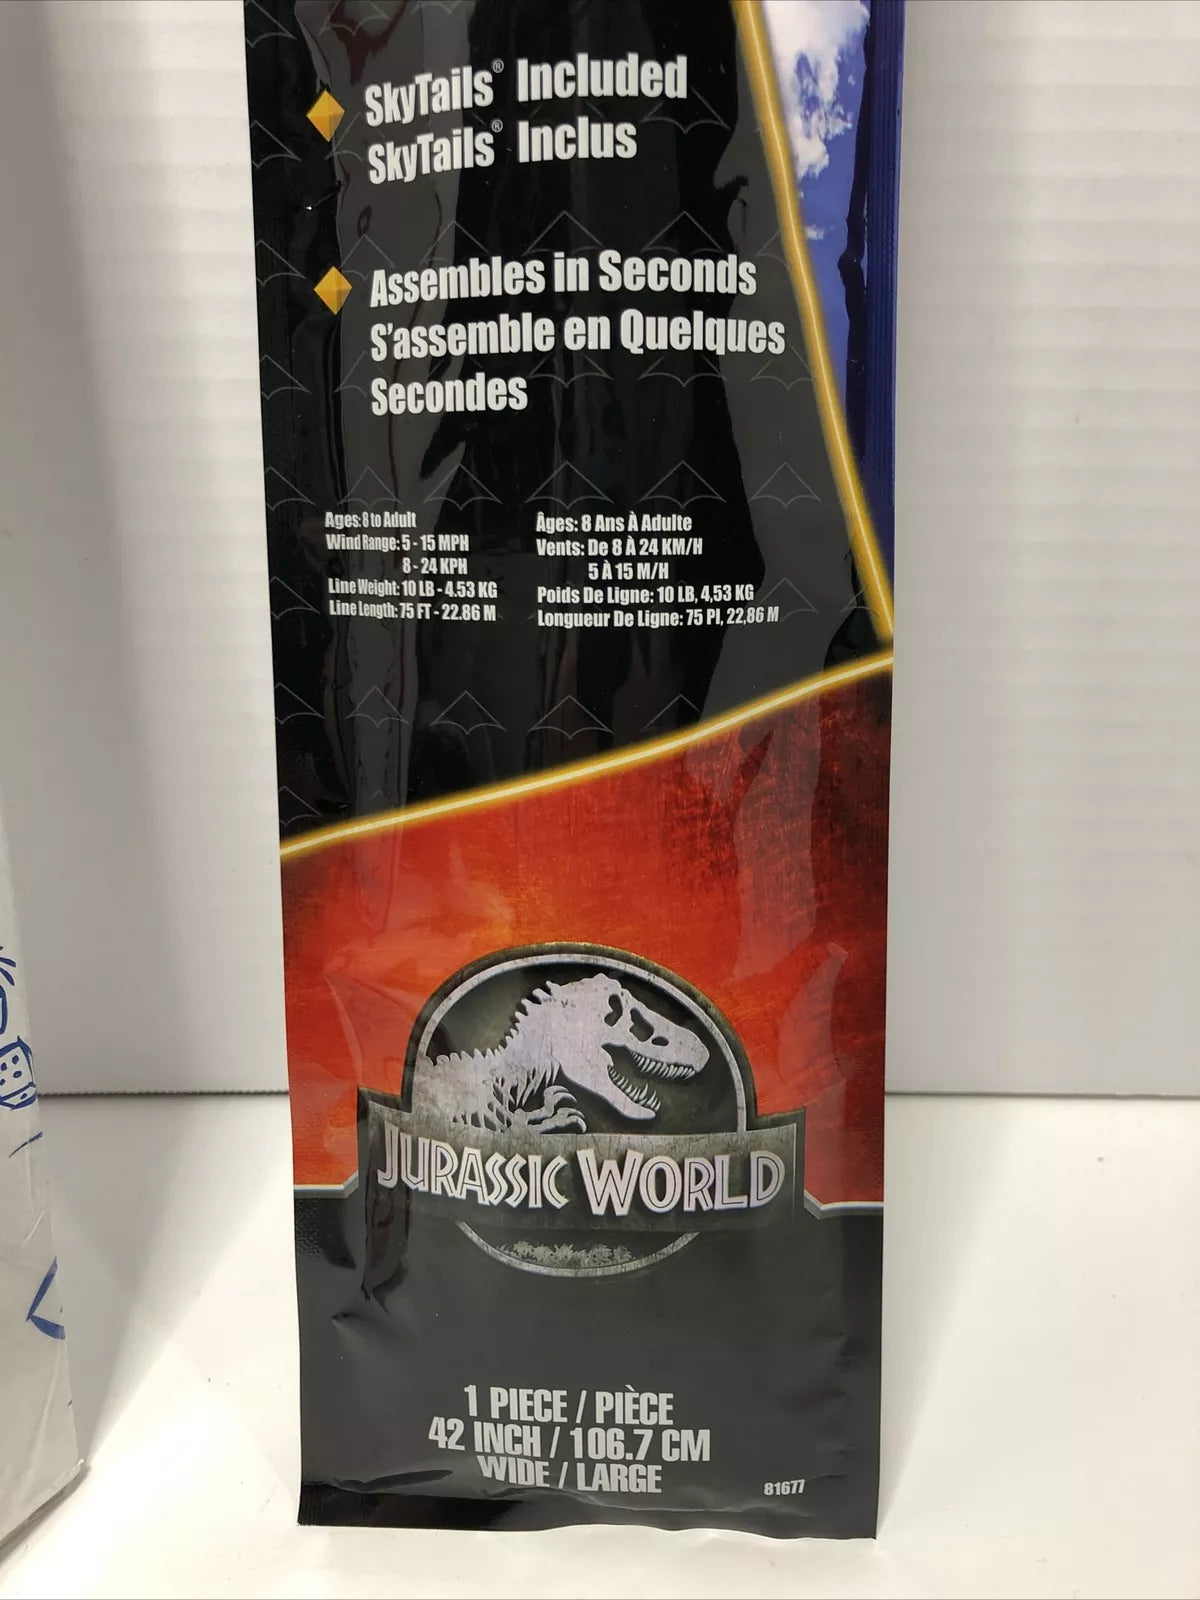 SkyTails® Included
SkyTails® Inclus
Assembles in Seconds
S'assemble en Quelques
Secondes
Ages: 8 to Adult
Wind Range: 5 - 15 MPH
8 - 24 KPH
Line Weight: 10 LB - 4.53 KG
Line Length: 75 FT - 22.86 M
Âges: 8 Ans À Adulte
Vents: De 8 À 24 KM/H
5 À 15 M/H
Poids De Ligne: 10 LB, 4,53 KG
Longueur De Ligne: 75 PI, 22,86 M
JURASSIC WORLD
1 PIECE / PIÈCE
42 INCH / 106.7 CM
WIDE / LARGE
81677